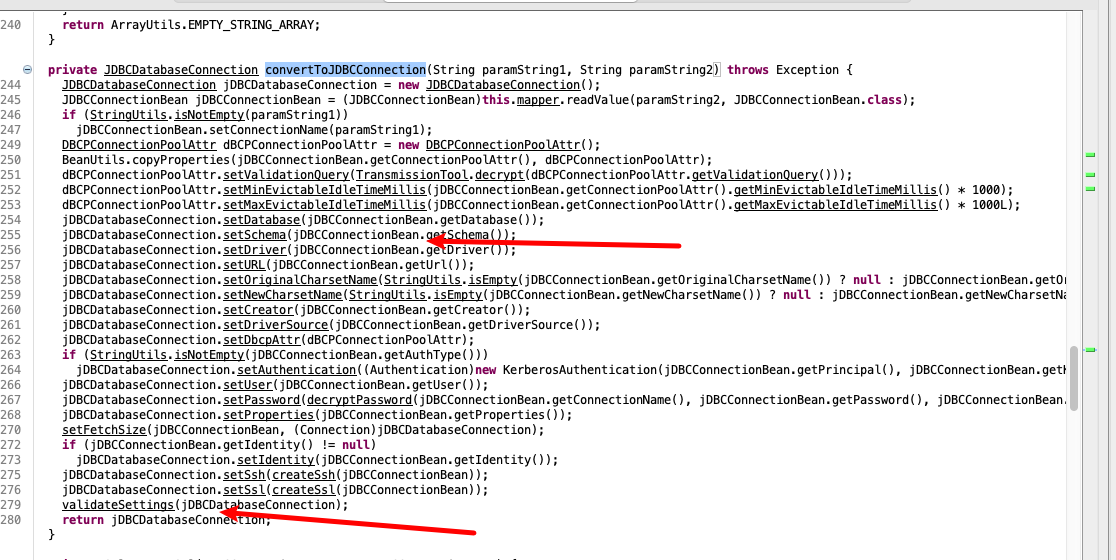 240 return ArrayUtils.EMPTY_STRING_ARRAY;
}
private JDBCDatabaseConnection convertToJDBCConnection(String paramString1, String paramString2) throws Exception {
244 JDBCDatabaseConnection jDBCDatabaseConnection = new JDBCDatabaseConnection();
245 JDBCConnectionBean jDBCConnectionBean = (JDBCConnectionBean)this.mapper.readValue(paramString2, JDBCConnectionBean.class);
246 if (StringUtils.isNotEmpty(paramString1))
247 jDBCConnectionBean.setConnectionName(paramString1);
249 DBCPConnectionPoolAttr dBCPConnectionPoolAttr = new DBCPConnectionPoolAttr();
250 BeanUtils.copyProperties(jDBCConnectionBean.getConnectionPoolAttr(), dBCPConnectionPoolAttr);
251 dBCPConnectionPoolAttr.setValidationQuery(TransmissionTool.decrypt(dBCPConnectionPoolAttr.getValidationQuery()));
252 dBCPConnectionPoolAttr.setMinEvictableIdleTimeMillis(jDBCConnectionBean.getConnectionPoolAttr().getMinEvictableIdleTimeMillis() * 1000);
253 dBCPConnectionPoolAttr.setMaxEvictableIdleTimeMillis(jDBCConnectionBean.getConnectionPoolAttr().getMaxEvictableIdleTimeMillis() * 1000L);
254 jDBCDatabaseConnection.setDatabase(jDBCConnectionBean.getDatabase());
255 jDBCDatabaseConnection.setSchema(jDBCConnectionBean.getSchema());
256 jDBCDatabaseConnection.setDriver(jDBCConnectionBean.getDriver());
257 jDBCDatabaseConnection.setURL(jDBCConnectionBean.getUrl());
258 jDBCDatabaseConnection.setOriginalCharsetName(StringUtils.isEmpty(jDBCConnectionBean.getOriginalCharsetName()) ? null : jDBCConnectionBean.getOr
259 jDBCDatabaseConnection.setNewCharsetName(StringUtils.isEmpty(jDBCConnectionBean.getNewCharsetName()) ? null : jDBCConnectionBean.getNewCharsetNa
260 jDBCDatabaseConnection.setCreator(jDBCConnectionBean.getCreator());
261 jDBCDatabaseConnection.setDriverSource(jDBCConnectionBean.getDriverSource());
262 jDBCDatabaseConnection.setDbcpAttr(dBCPConnectionPoolAttr);
263 if (StringUtils.isNotEmpty(jDBCConnectionBean.getAuthType()))
264 jDBCDatabaseConnection.setAuthentication((Authentication)new KerberosAuthentication(jDBCConnectionBean.getPrincipal(), jDBCConnectionBean.get
266 jDBCDatabaseConnection.setUser(jDBCConnectionBean.getUser());
267 jDBCDatabaseConnection.setPassword(decryptPassword(jDBCConnectionBean.getConnectionName(), jDBCConnectionBean.getPassword(), jDBCConnectionBean.
268 jDBCDatabaseConnection.setProperties(jDBCConnectionBean.getProperties());
270 setFetchSize(jDBCConnectionBean, (Connection)jDBCDatabaseConnection);
272 if (jDBCConnectionBean.getIdentity() != null)
273 jDBCDatabaseConnection.setIdentity(jDBCConnectionBean.getIdentity());
275 jDBCDatabaseConnection.setSsh(createSsh(jDBCConnectionBean));
276 jDBCDatabaseConnection.setSsl(createSsl(jDBCConnectionBean));
279 validateSettings(jDBCDatabaseConnection);
280 return jDBCDatabaseConnection;
}